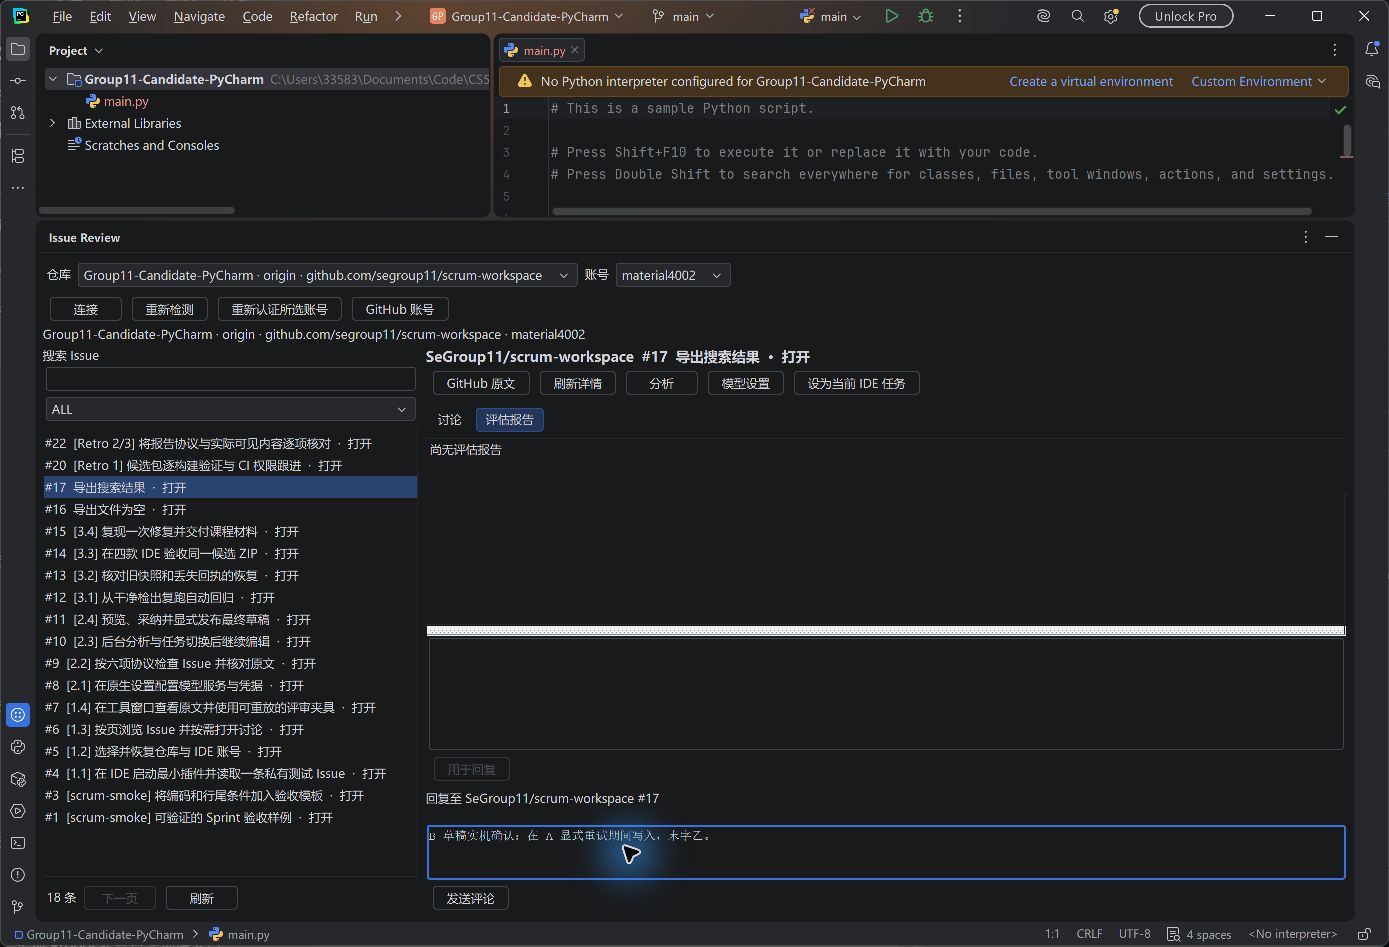 File Edit View Navigate Code Refactor Run GP Group11-Candidate-PyCharm main main Unlock Pro
Project
Group11-Candidate-PyCharm C:\Users\33583\Documents\Code\CS5
main.py
External Libraries
Scratches and Consoles
main.py
No Python interpreter configured for Group11-Candidate-PyCharm Create a virtual environment Custom Environment
1 # This is a sample Python script.
2
3 # Press Shift+F10 to execute it or replace it with your code.
4 # Press Double Shift to search everywhere for classes, files, tool windows, actions, and settings.
5
Issue Review
仓库 Group11-Candidate-PyCharm · origin · github.com/segroup11/scrum-workspace 账号 material4002
连接 重新检测 重新认证所选账号 GitHub 账号
Group11-Candidate-PyCharm · origin · github.com/segroup11/scrum-workspace · material4002
搜索 Issue
ALL
#22 [Retro 2/3] 将报告协议与实际可见内容逐项核对 · 打开
#20 [Retro 1] 候选包逐构建验证与 CI 权限跟进 · 打开
#17 导出搜索结果 · 打开
#16 导出文件为空 · 打开
#15 [3.4] 复现一次修复并交付课程材料 · 打开
#14 [3.3] 在四款 IDE 验收同一候选 ZIP · 打开
#13 [3.2] 核对旧快照和丢失回执的恢复 · 打开
#12 [3.1] 从干净检出复跑自动回归 · 打开
#11 [2.4] 预览、采纳并显式发布最终草稿 · 打开
#10 [2.3] 后台分析与任务切换后继续编辑 · 打开
#9 [2.2] 按六项协议检查 Issue 并核对原文 · 打开
#8 [2.1] 在原生设置配置模型服务与凭据 · 打开
#7 [1.4] 在工具窗口查看原文并使用可重放的评审夹具 · 打开
#6 [1.3] 按页浏览 Issue 并按需打开讨论 · 打开
#5 [1.2] 选择并恢复仓库与 IDE 账号 · 打开
#4 [1.1] 在 IDE 启动最小插件并读取一条私有测试 Issue · 打开
#3 [scrum-smoke] 将编码和行尾条件加入验收模板 · 打开
#1 [scrum-smoke] 可验证的 Sprint 验收样例 · 打开
18 条 下一页 刷新
SeGroup11/scrum-workspace #17 导出搜索结果 • 打开
GitHub 原文 刷新详情 分析 模型设置 设为当前 IDE 任务
讨论 评估报告
尚无评估报告
用于回复
回复至 SeGroup11/scrum-workspace #17
B 草稿实机确认：在 A 显式重试期间写入，末字乙。
发送评论
Group11-Candidate-PyCharm main.py 1:1 CRLF UTF-8 4 spaces <No interpreter>